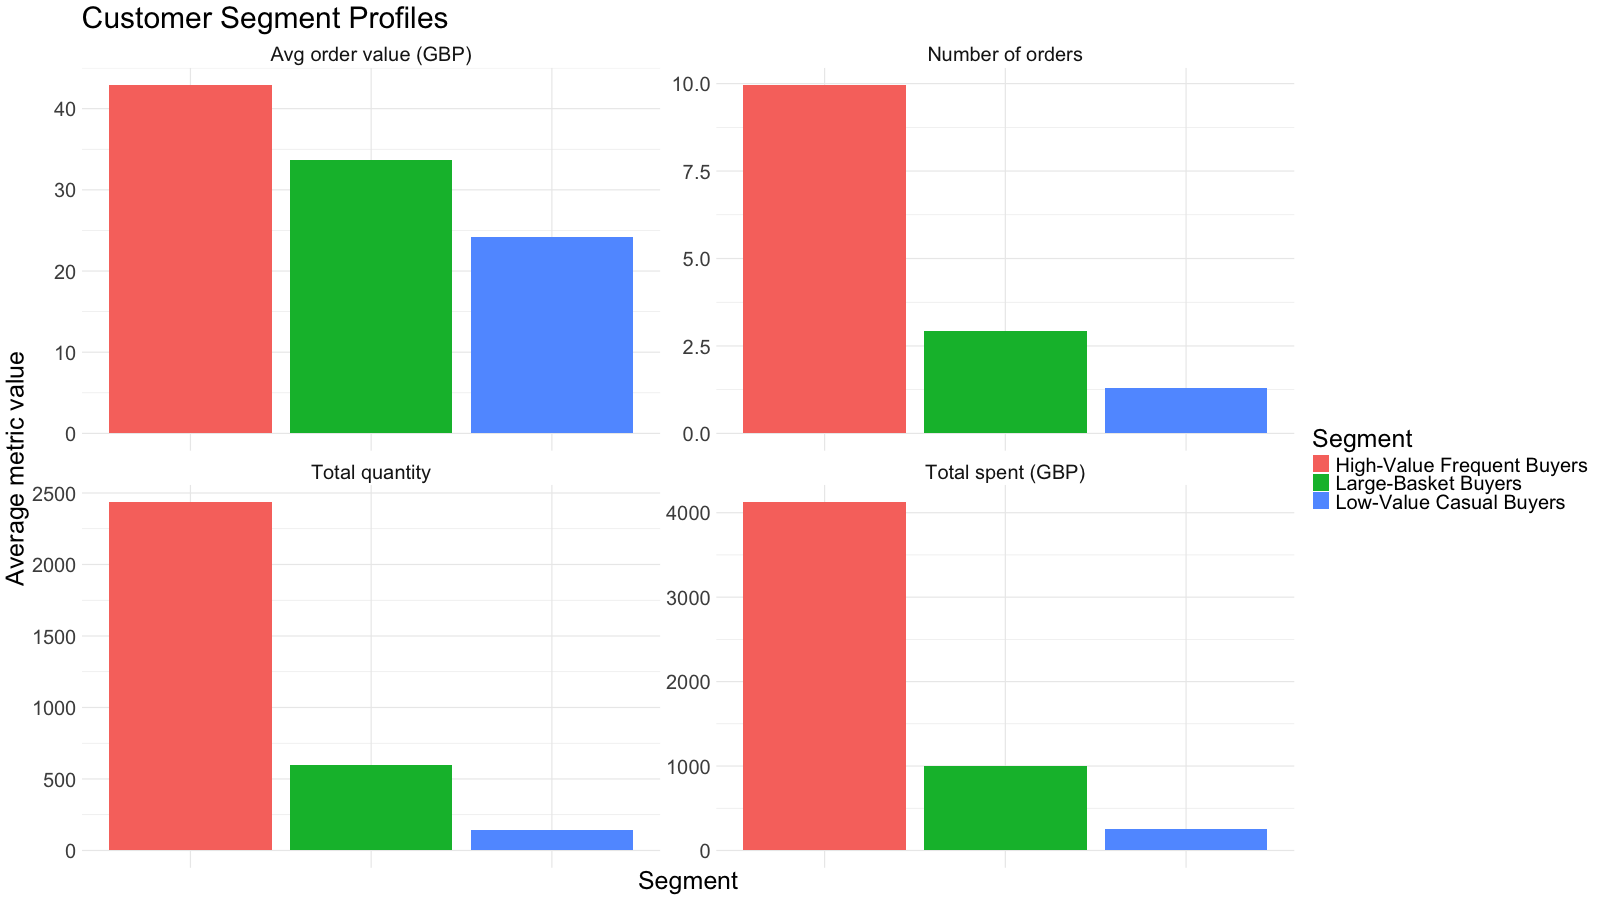 Customer Segment Profiles
Avg order value (GBP)
40
30
20
10
0
Number of orders
10.0
7.5
5.0
2.5
0.0
Average metric value
Total quantity
2500
2000
1500
1000
500
0
Total spent (GBP)
4000
3000
2000
1000
0
Segment
Segment
High-Value Frequent Buyers
Large-Basket Buyers
Low-Value Casual Buyers